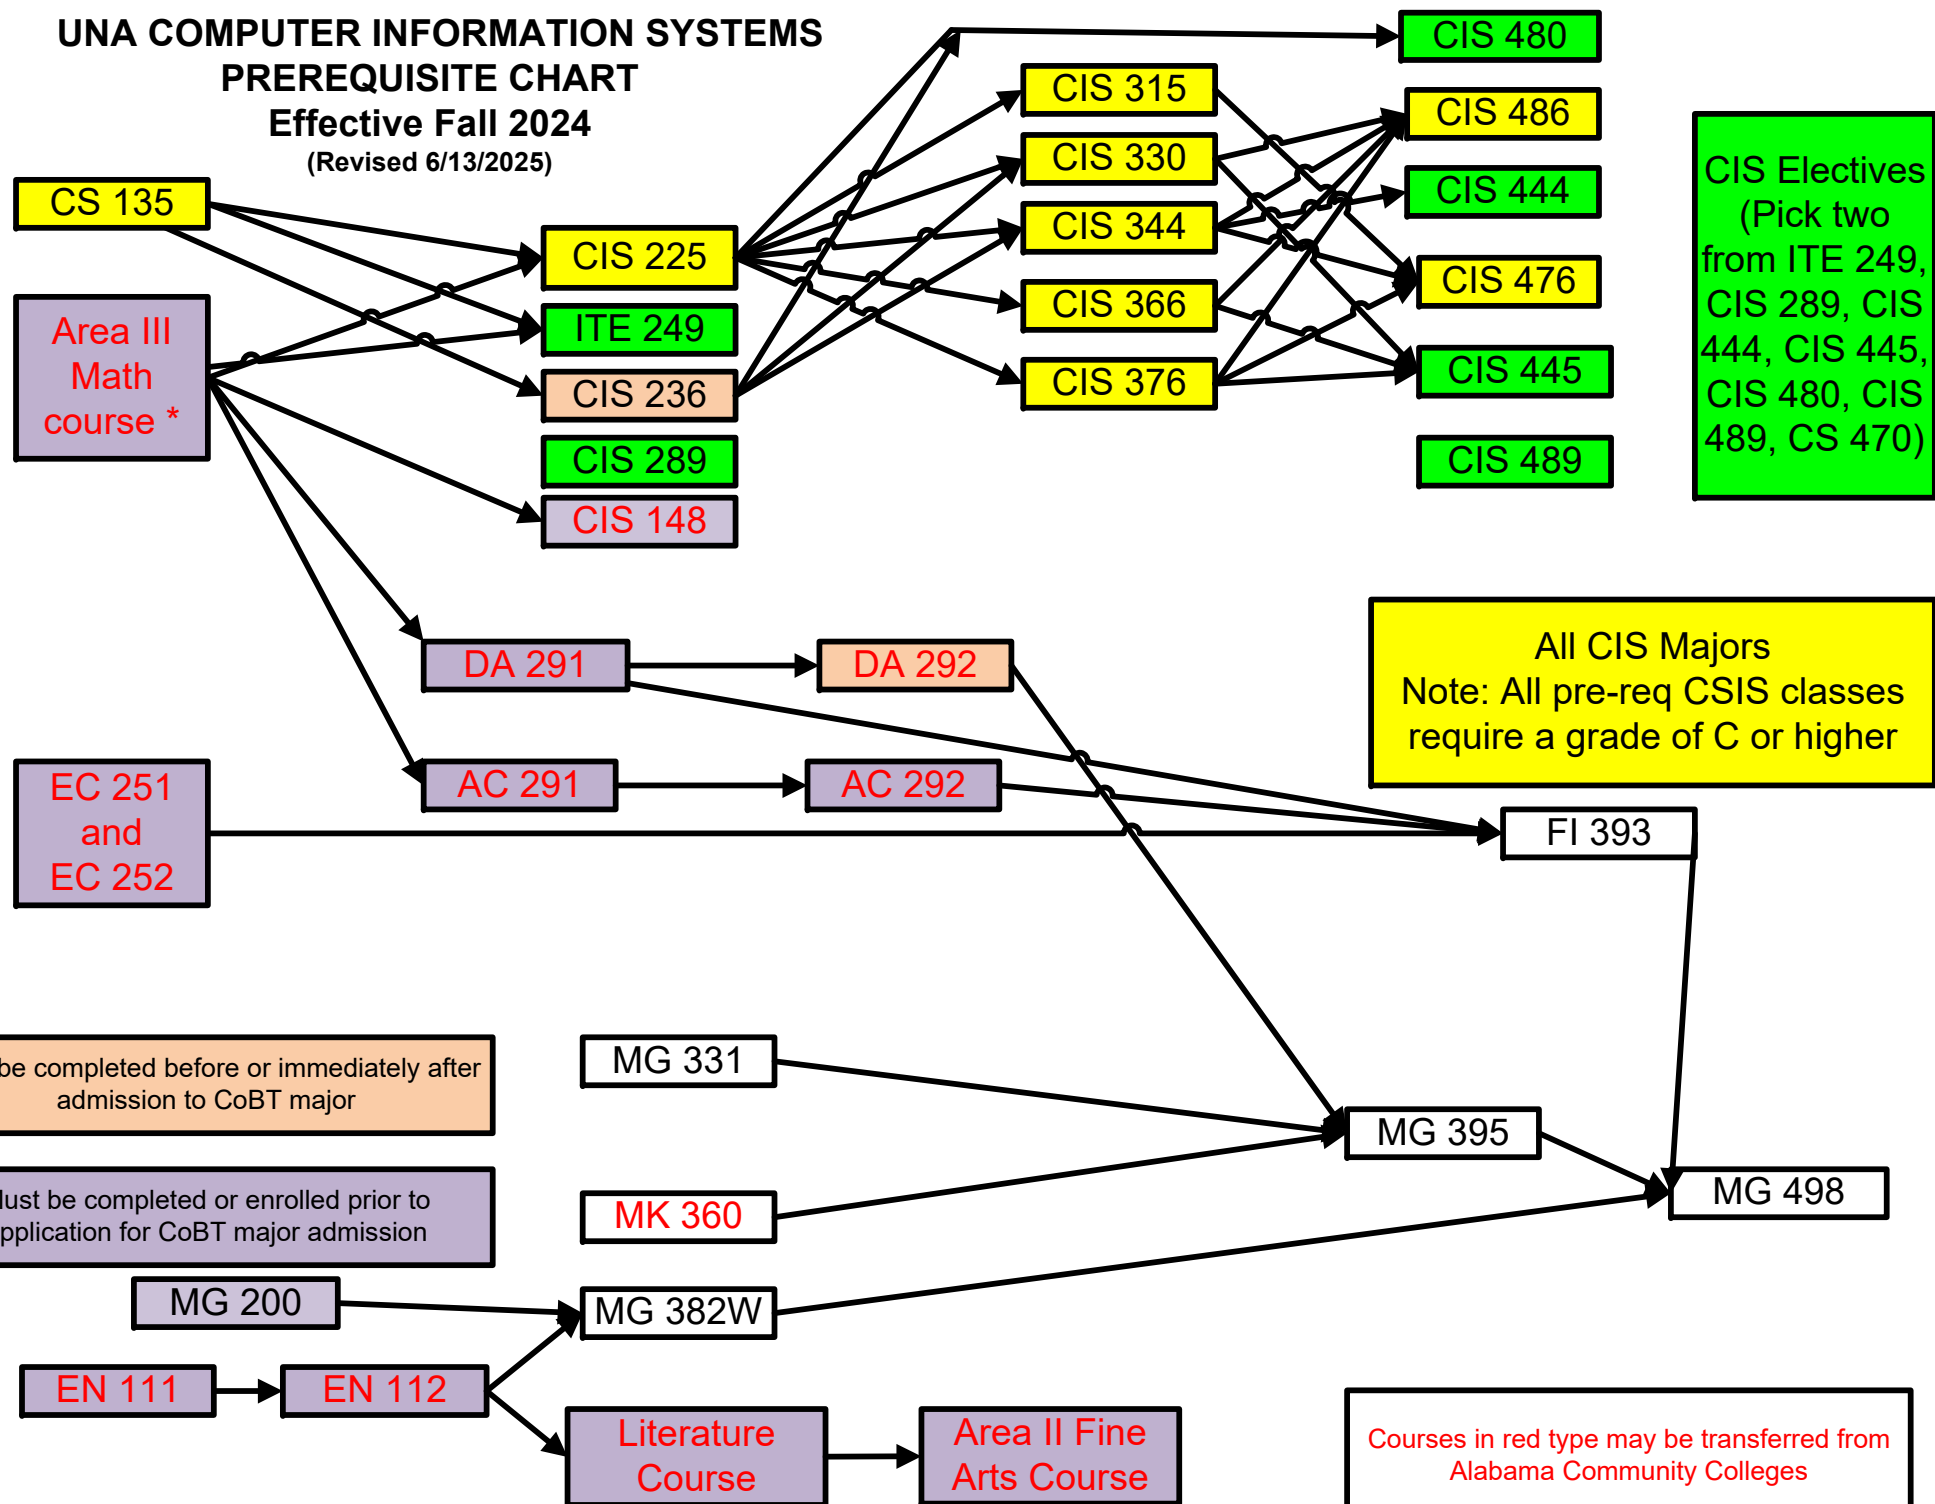 UNA COMPUTER INFORMATION SYSTEMS
PREREQUISITE CHART
Effective Fall 2024
(Revised 6/13/2025)
CIS 480
CIS 315
CIS 486
CIS 330
CIS Electives
(Pick two
from ITE 249,
CIS 289, CIS
444, CIS 445,
CIS 480, CIS
489, CS 470)
CS 135
CIS 444
CIS 344
CIS 225
CIS 476
CIS 366
Area III
Math
course *
ITE 249
CIS 376
CIS 445
CIS 236
CIS 289
CIS 489
CIS 148
DA 291
DA 292
All CIS Majors
Note: All pre-req CSIS classes
require a grade of C or higher
EC 251
and
EC 252
AC 291
AC 292
FI 393
be completed before or immediately after
admission to CoBT major
MG 331
MG 395
ust be completed or enrolled prior to
pplication for CoBT major admission
MK 360
MG 498
MG 200
MG 382W
EN 111
EN 112
Literature
Course
Area II Fine
Arts Course
Courses in red type may be transferred from
Alabama Community Colleges